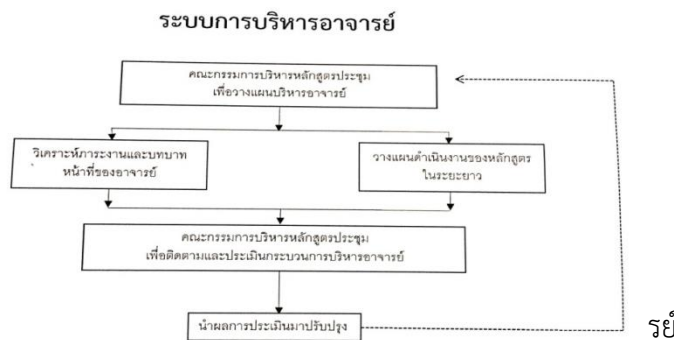 ระบบการบริหารอาจารย์
คณะกรรมการบริหารหลักสูตรประชุม
เพื่อวางแผนบริหารอาจารย์
วิเคราะห์ภาระงานและบทบาท
หน้าที่ของอาจารย์
วางแผนดำเนินงานของหลักสูตร
ในระยะยาว
คณะกรรมการบริหารหลักสูตรประชุม
เพื่อติดตามและประเมินกระบวนการบริหารอาจารย์
นำผลการประเมินมาปรับปรุง
รย์